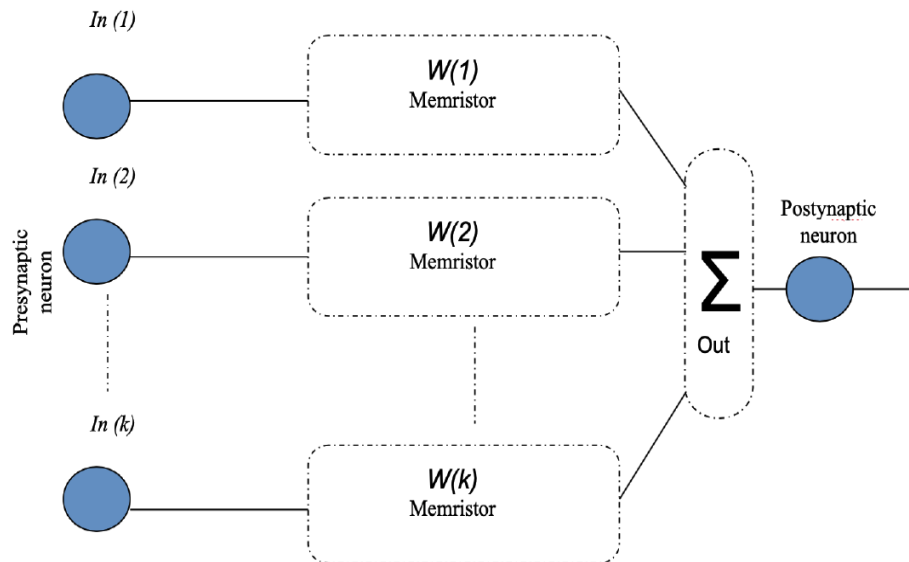 In (1)
W(1)
Memristor
In (2)
W(2)
Memristor
Presynaptic
neuron
Postynaptic
neuron
Σ
Out
In (k)
W(k)
Memristor